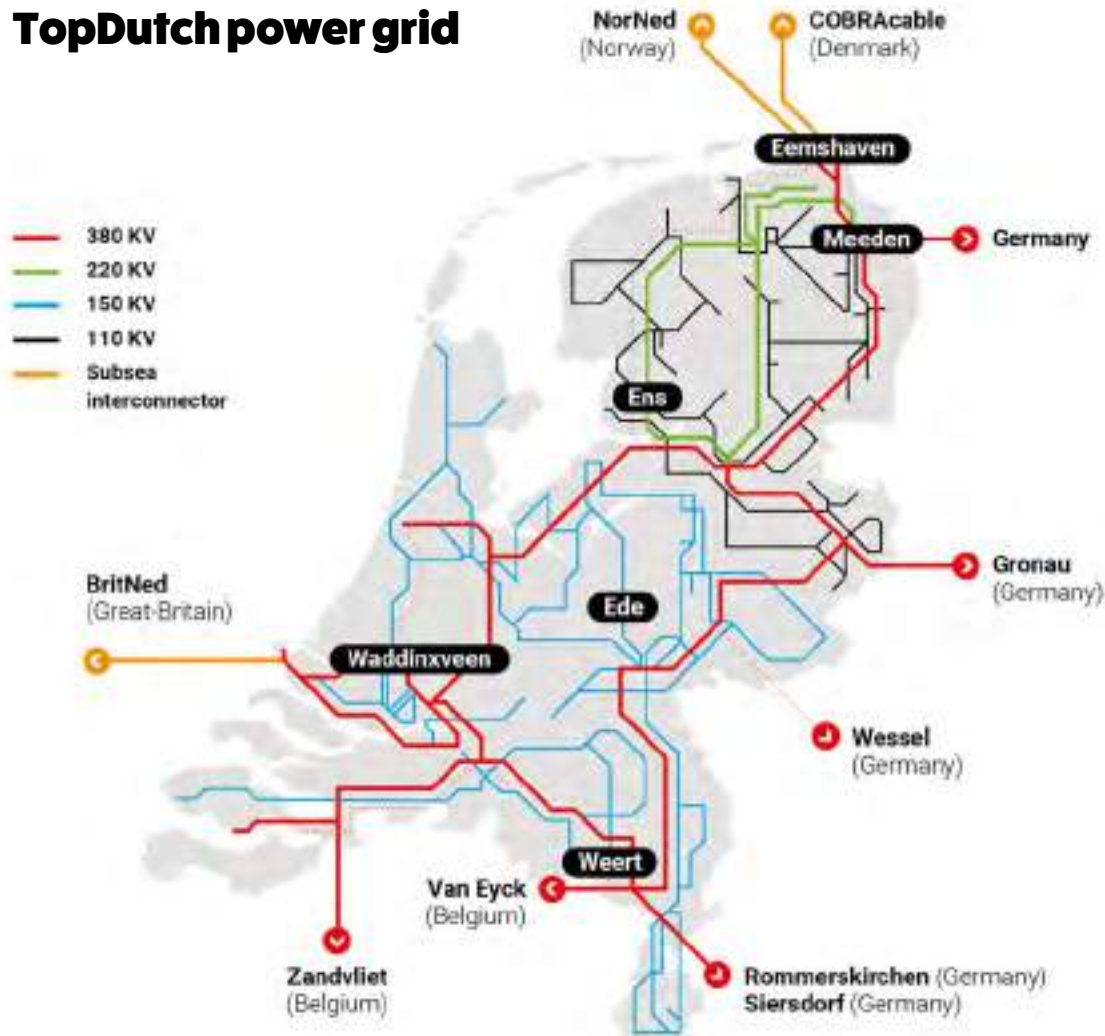 TopDutch power grid
NorNed
(Norway)
COBRAcable
(Denmark)
Eemshaven
380 KV
220 KV
150 KV
110 KV
Subsea
interconnector
Meeden
Germany
Ens
BritNed
(Great-Britain)
Gronau
(Germany)
Ede
Waddinxveen
Wessel
(Germany)
Weert
Van Eyck
(Belgium)
Zandvliet
(Belgium)
Rommerskirchen (Germany)
Siersdorf (Germany)